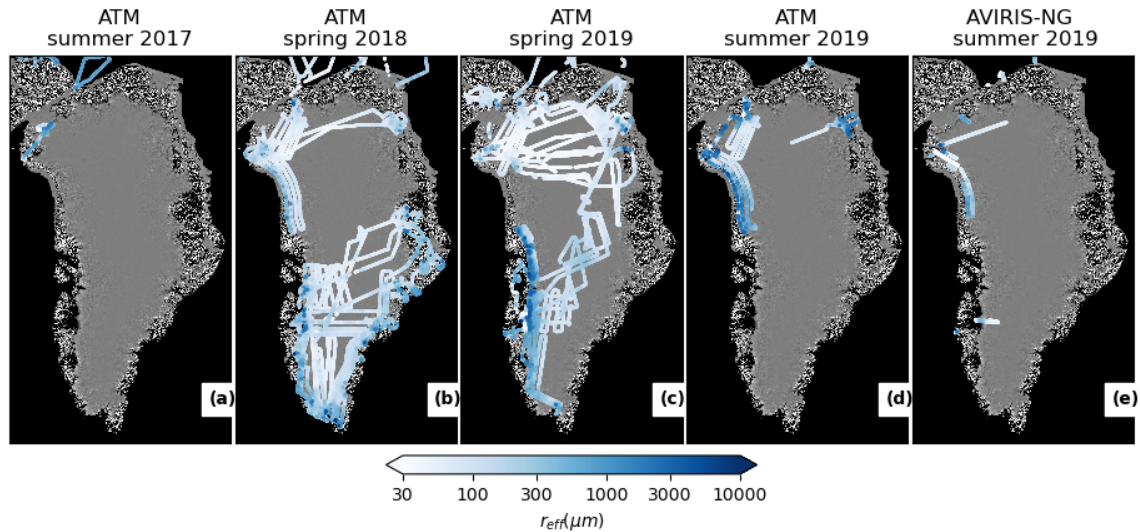 ATM
summer 2017
ATM
spring 2018
ATM
spring 2019
ATM
summer 2019
AVIRIS-NG
summer 2019
(a)
(b)
(c)
(d)
(e)
30 100 300 1000 3000 10000
r_eff(μm)